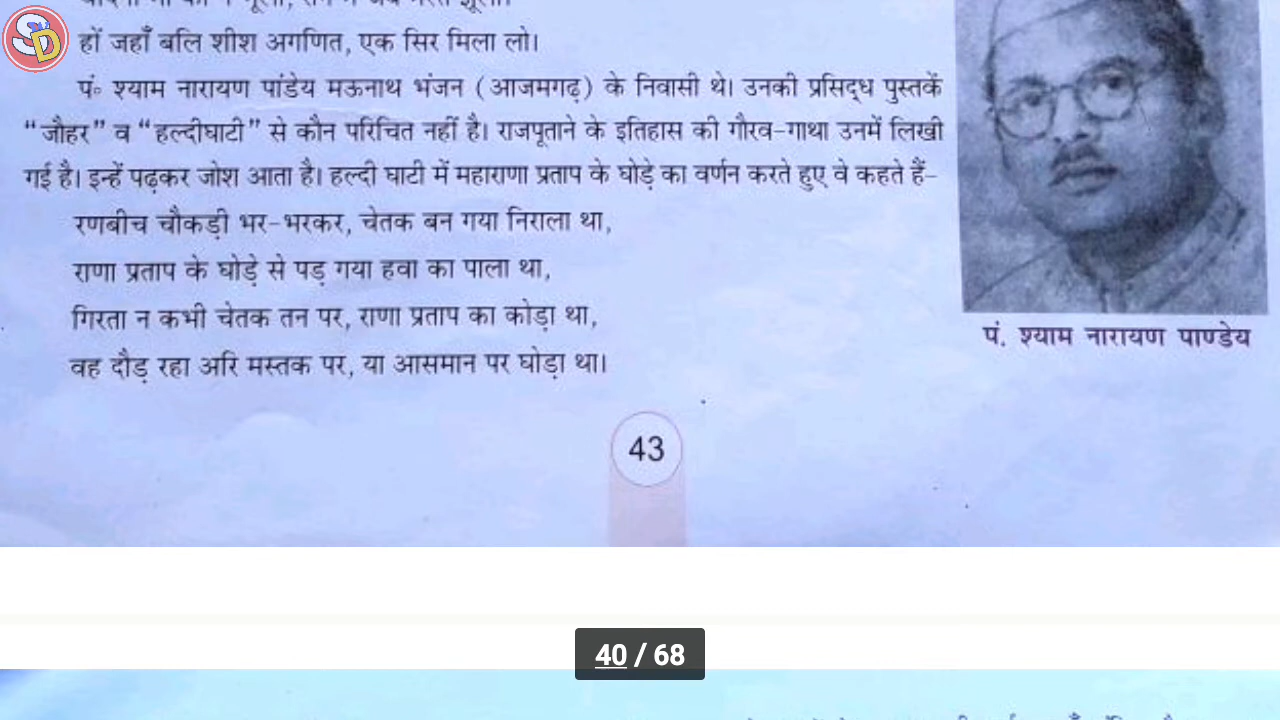 SD
हों जहाँ बलि शीश अगणित, एक सिर मिला लो।
पं॰ श्याम नारायण पांडेय मऊनाथ भंजन (आजमगढ़) के निवासी थे। उनकी प्रसिद्ध पुस्तकें
“जौहर” व “हल्दीघाटी” से कौन परिचित नहीं है। राजपूताने के इतिहास की गौरव-गाथा उनमें लिखी
गई है। इन्हें पढ़कर जोश आता है। हल्दी घाटी में महाराणा प्रताप के घोड़े का वर्णन करते हुए वे कहते हैं-
रणबीच चौकड़ी भर-भरकर, चेतक बन गया निराला था,
राणा प्रताप के घोड़े से पड़ गया हवा का पाला था,
गिरता न कभी चेतक तन पर, राणा प्रताप का कोड़ा था,
वह दौड़ रहा अरि मस्तक पर, या आसमान पर घोड़ा था।
पं. श्याम नारायण पाण्डेय
43
40 / 68